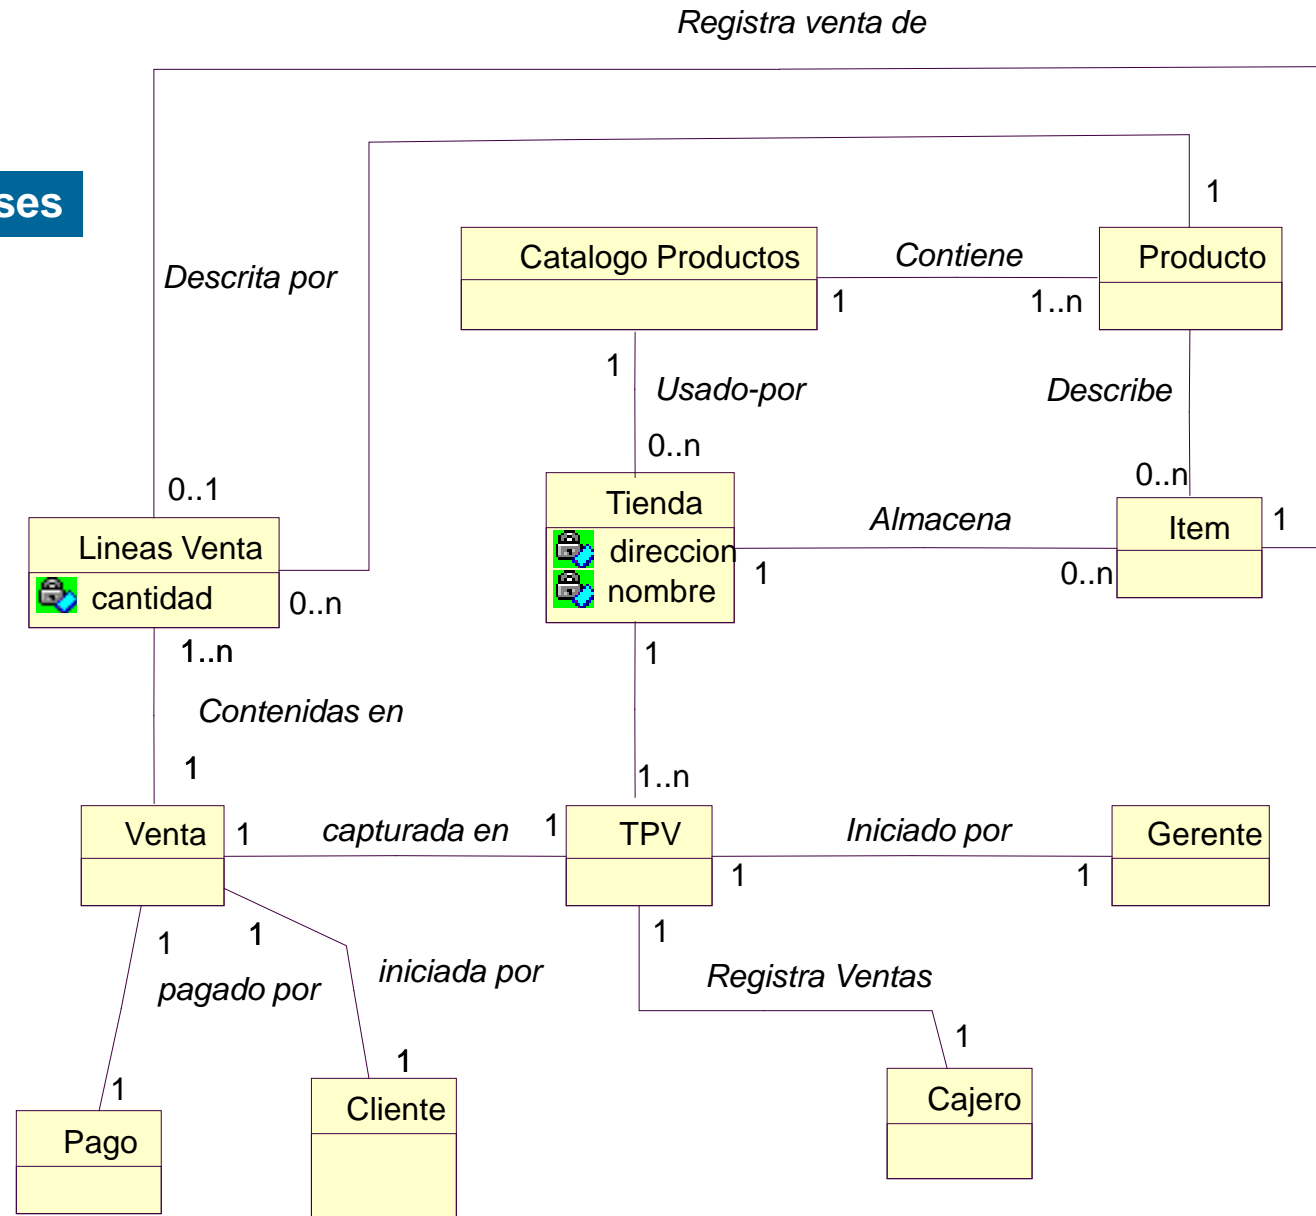 Registra venta de
ses
1
Catalogo Productos
Contiene
Producto
Descrita por
1
1..n
1
Usado-por
Describe
0..n
0..n
0..1
Tienda
Almacena
Item
1
Lineas Venta
direccion
1
0..n
cantidad
0..n
nombre
1..n
1
Contenidas en
1
1..n
Venta
1
capturada en
1
TPV
Iniciado por
Gerente
1
1
1
1
1
pagado por
iniciada por
Registra Ventas
1
1
1
Cliente
Cajero
Pago